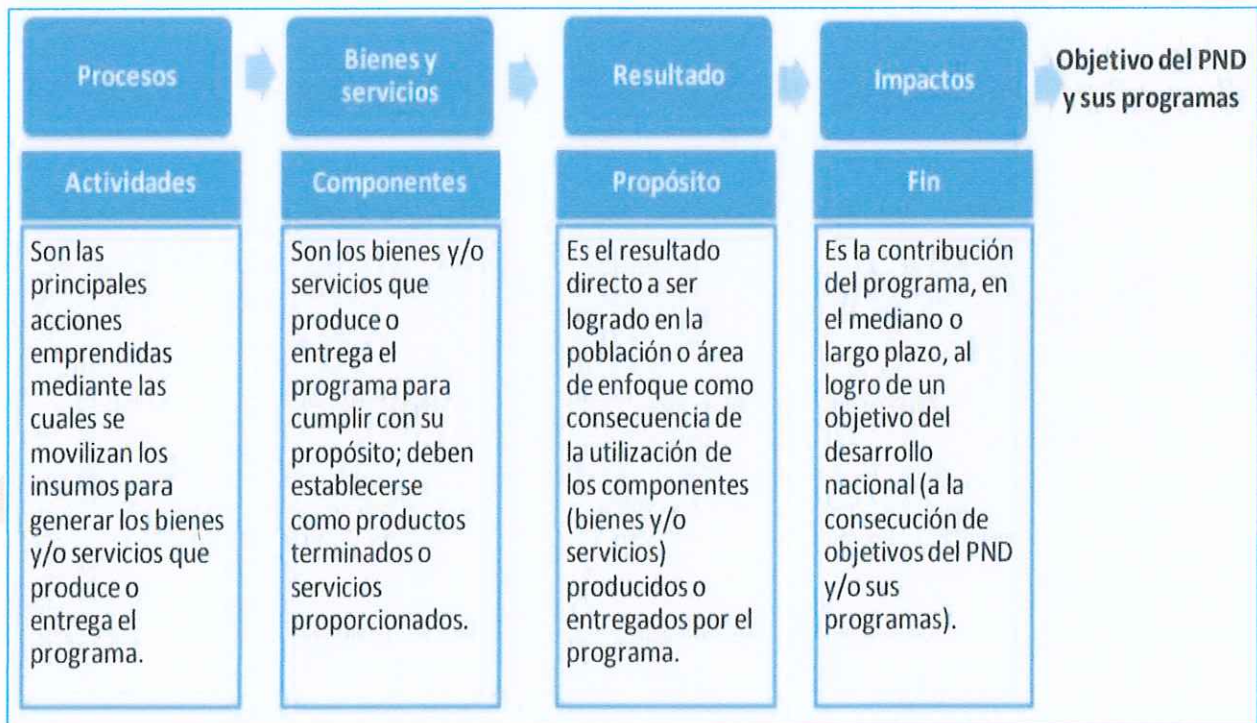 Procesos
Bienes y
servicios
Resultado
Impactos
Objetivo del PND
y sus programas
Actividades
Son las
principales
acciones
emprendidas
mediante las
cuales se
movilizan los
insumos para
generar los bienes
y/o servicios que
produce o
entrega el
programa.
Componentes
Son los bienes y/o
servicios que
produce o
entrega el
programa para
cumplir con su
propósito; deben
establecerse
como productos
terminados o
servicios
proporcionados.
Propósito
Es el resultado
directo a ser
logrado en la
población o área
de enfoque como
consecuencia de
la utilización de
los componentes
(bienes y/o
servicios)
producidos o
entregados por el
programa.
Fin
Es la contribución
del programa, en
el mediano o
largo plazo, al
logro de un
objetivo del
desarrollo
nacional (a la
consecución de
objetivos del PND
y/o sus
programas).